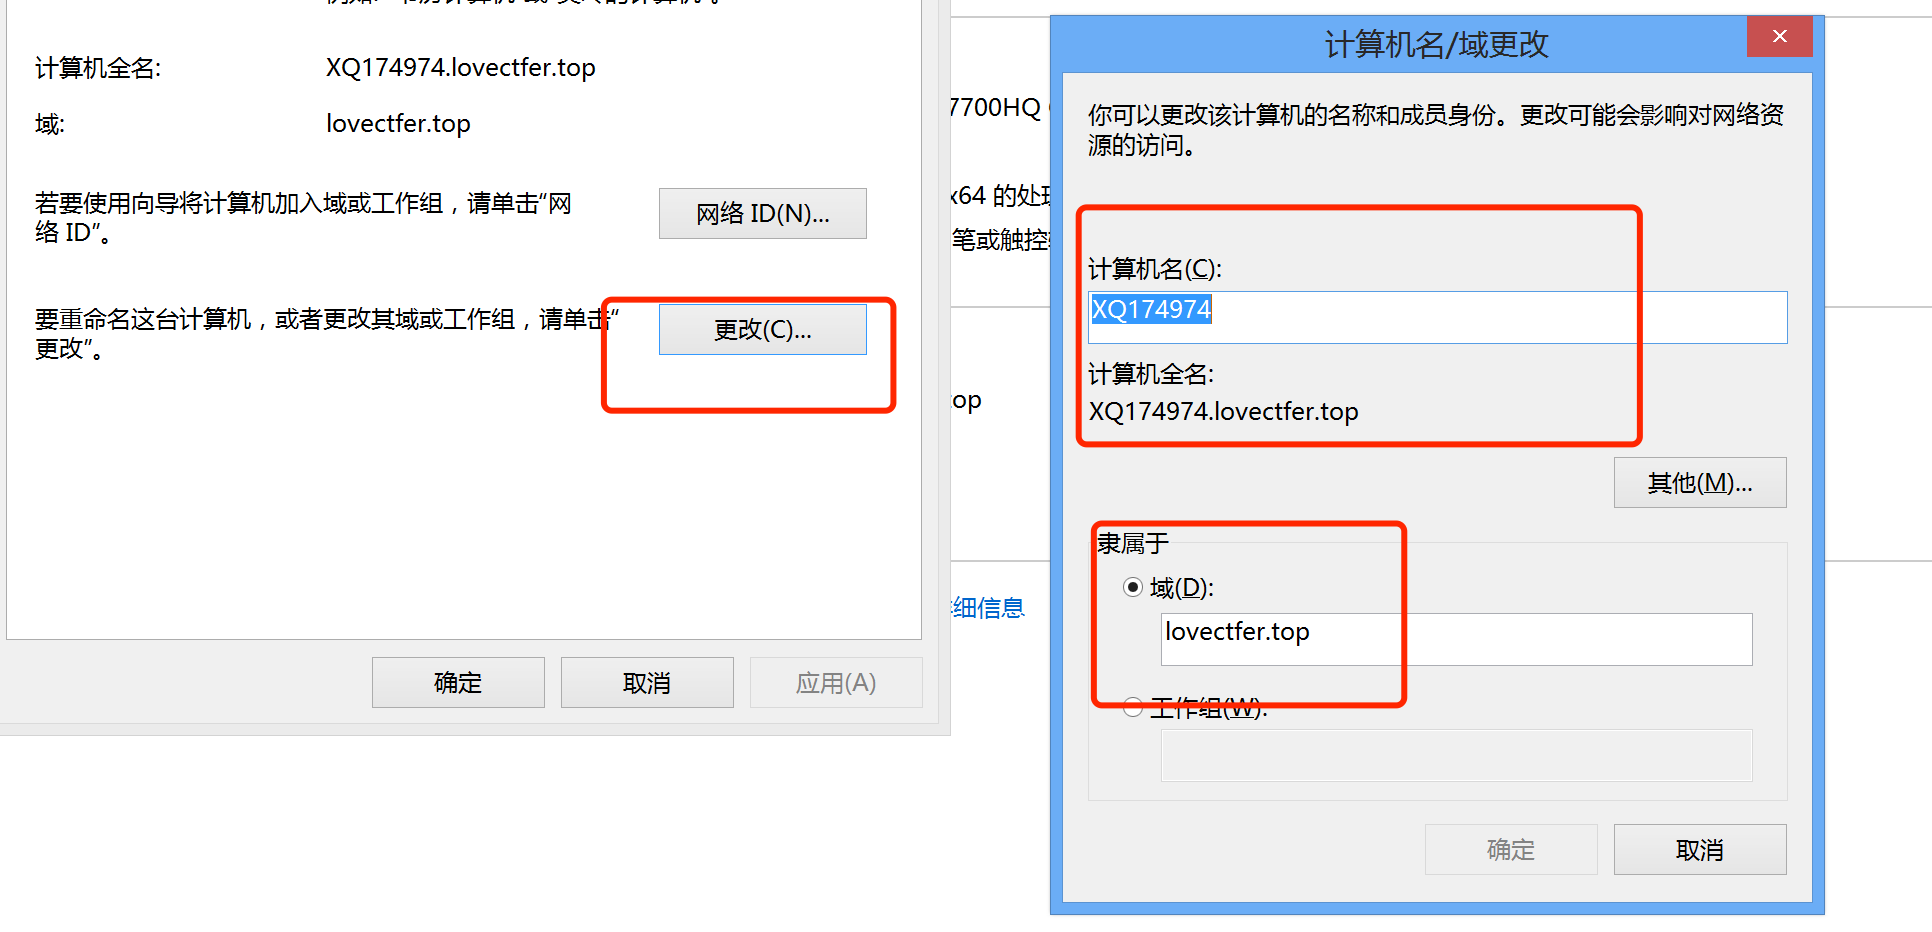 计算机全名:
XQ174974.lovectfer.top
域:
lovectfer.top
若要使用向导将计算机加入域或工作组，请单击“网
络 ID”。
网络 ID(N)...
要重命名这台计算机，或者更改其域或工作组，请单击“
更改”。
更改(C)...
确定
取消
应用(A)
7700HQ
x64 的处理
笔或触控
top
详细信息
计算机名/域更改
你可以更改该计算机的名称和成员身份。更改可能会影响对网络资
源的访问。
计算机名(C):
XQ174974
计算机全名:
XQ174974.lovectfer.top
其他(M)...
隶属于
域(D):
lovectfer.top
工作组(W):
确定
取消